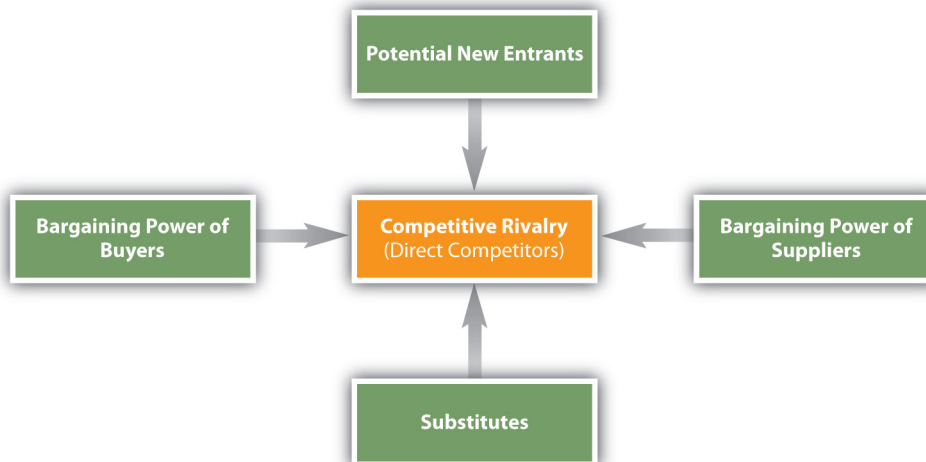 Potential New Entrants
Bargaining Power of
Buyers
Competitive Rivalry
(Direct Competitors)
Bargaining Power of
Suppliers
Substitutes